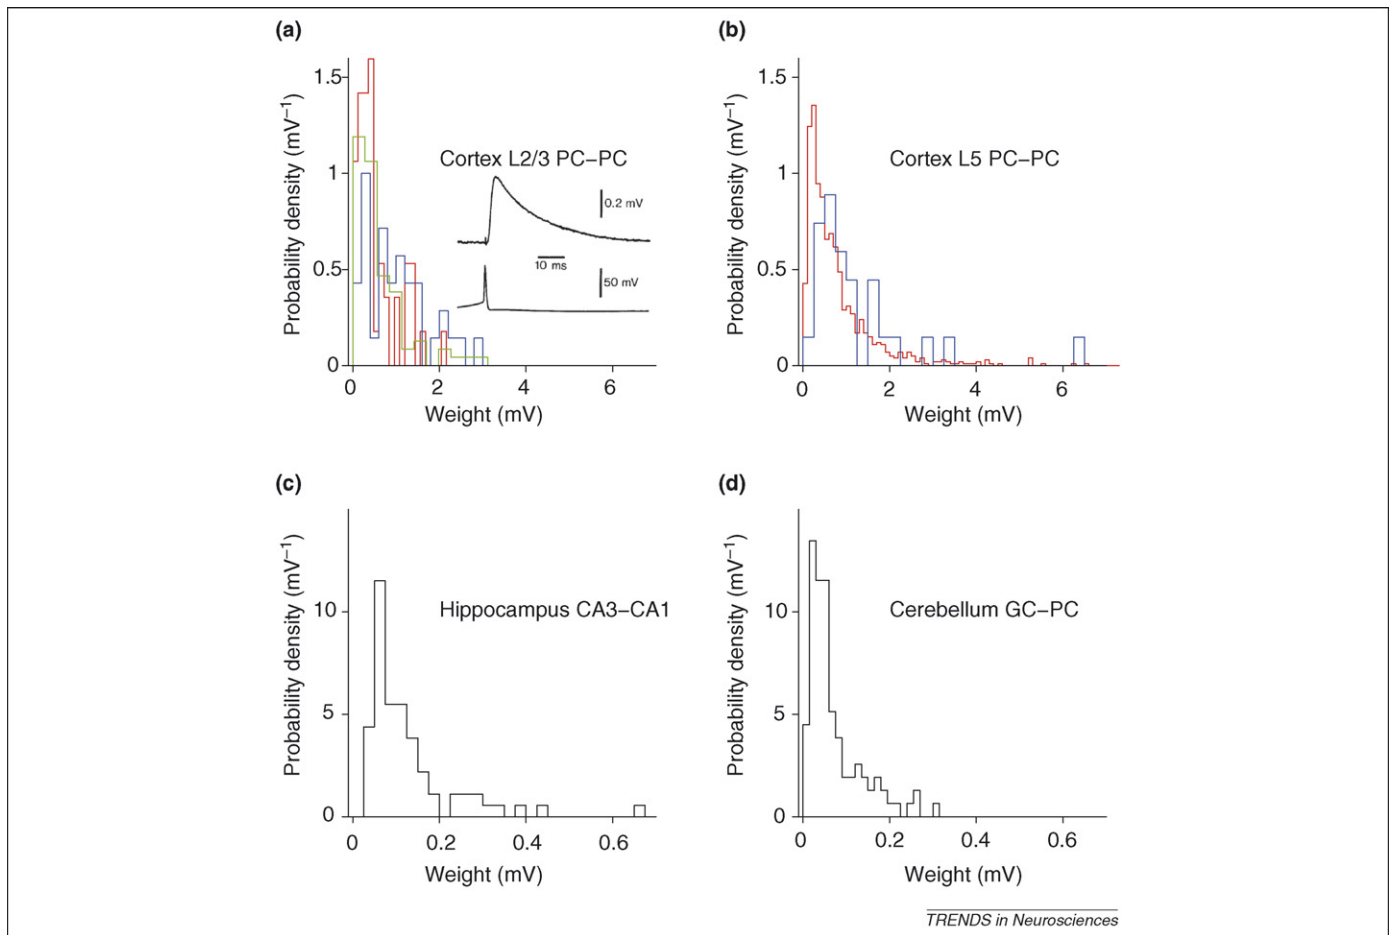 (a)
Probability density (mV−1)
1.5
1
0.5
0
Cortex L2/3 PC–PC
0.2 mV
10 ms
50 mV
0
2
4
6
Weight (mV)
(b)
Probability density (mV−1)
1.5
1
0.5
0
Cortex L5 PC–PC
0
2
4
6
Weight (mV)
(c)
Probability density (mV−1)
10
5
0
Hippocampus CA3–CA1
0
0.2
0.4
0.6
Weight (mV)
(d)
Probability density (mV−1)
10
5
0
Cerebellum GC–PC
0
0.2
0.4
0.6
Weight (mV)
TRENDS in Neurosciences